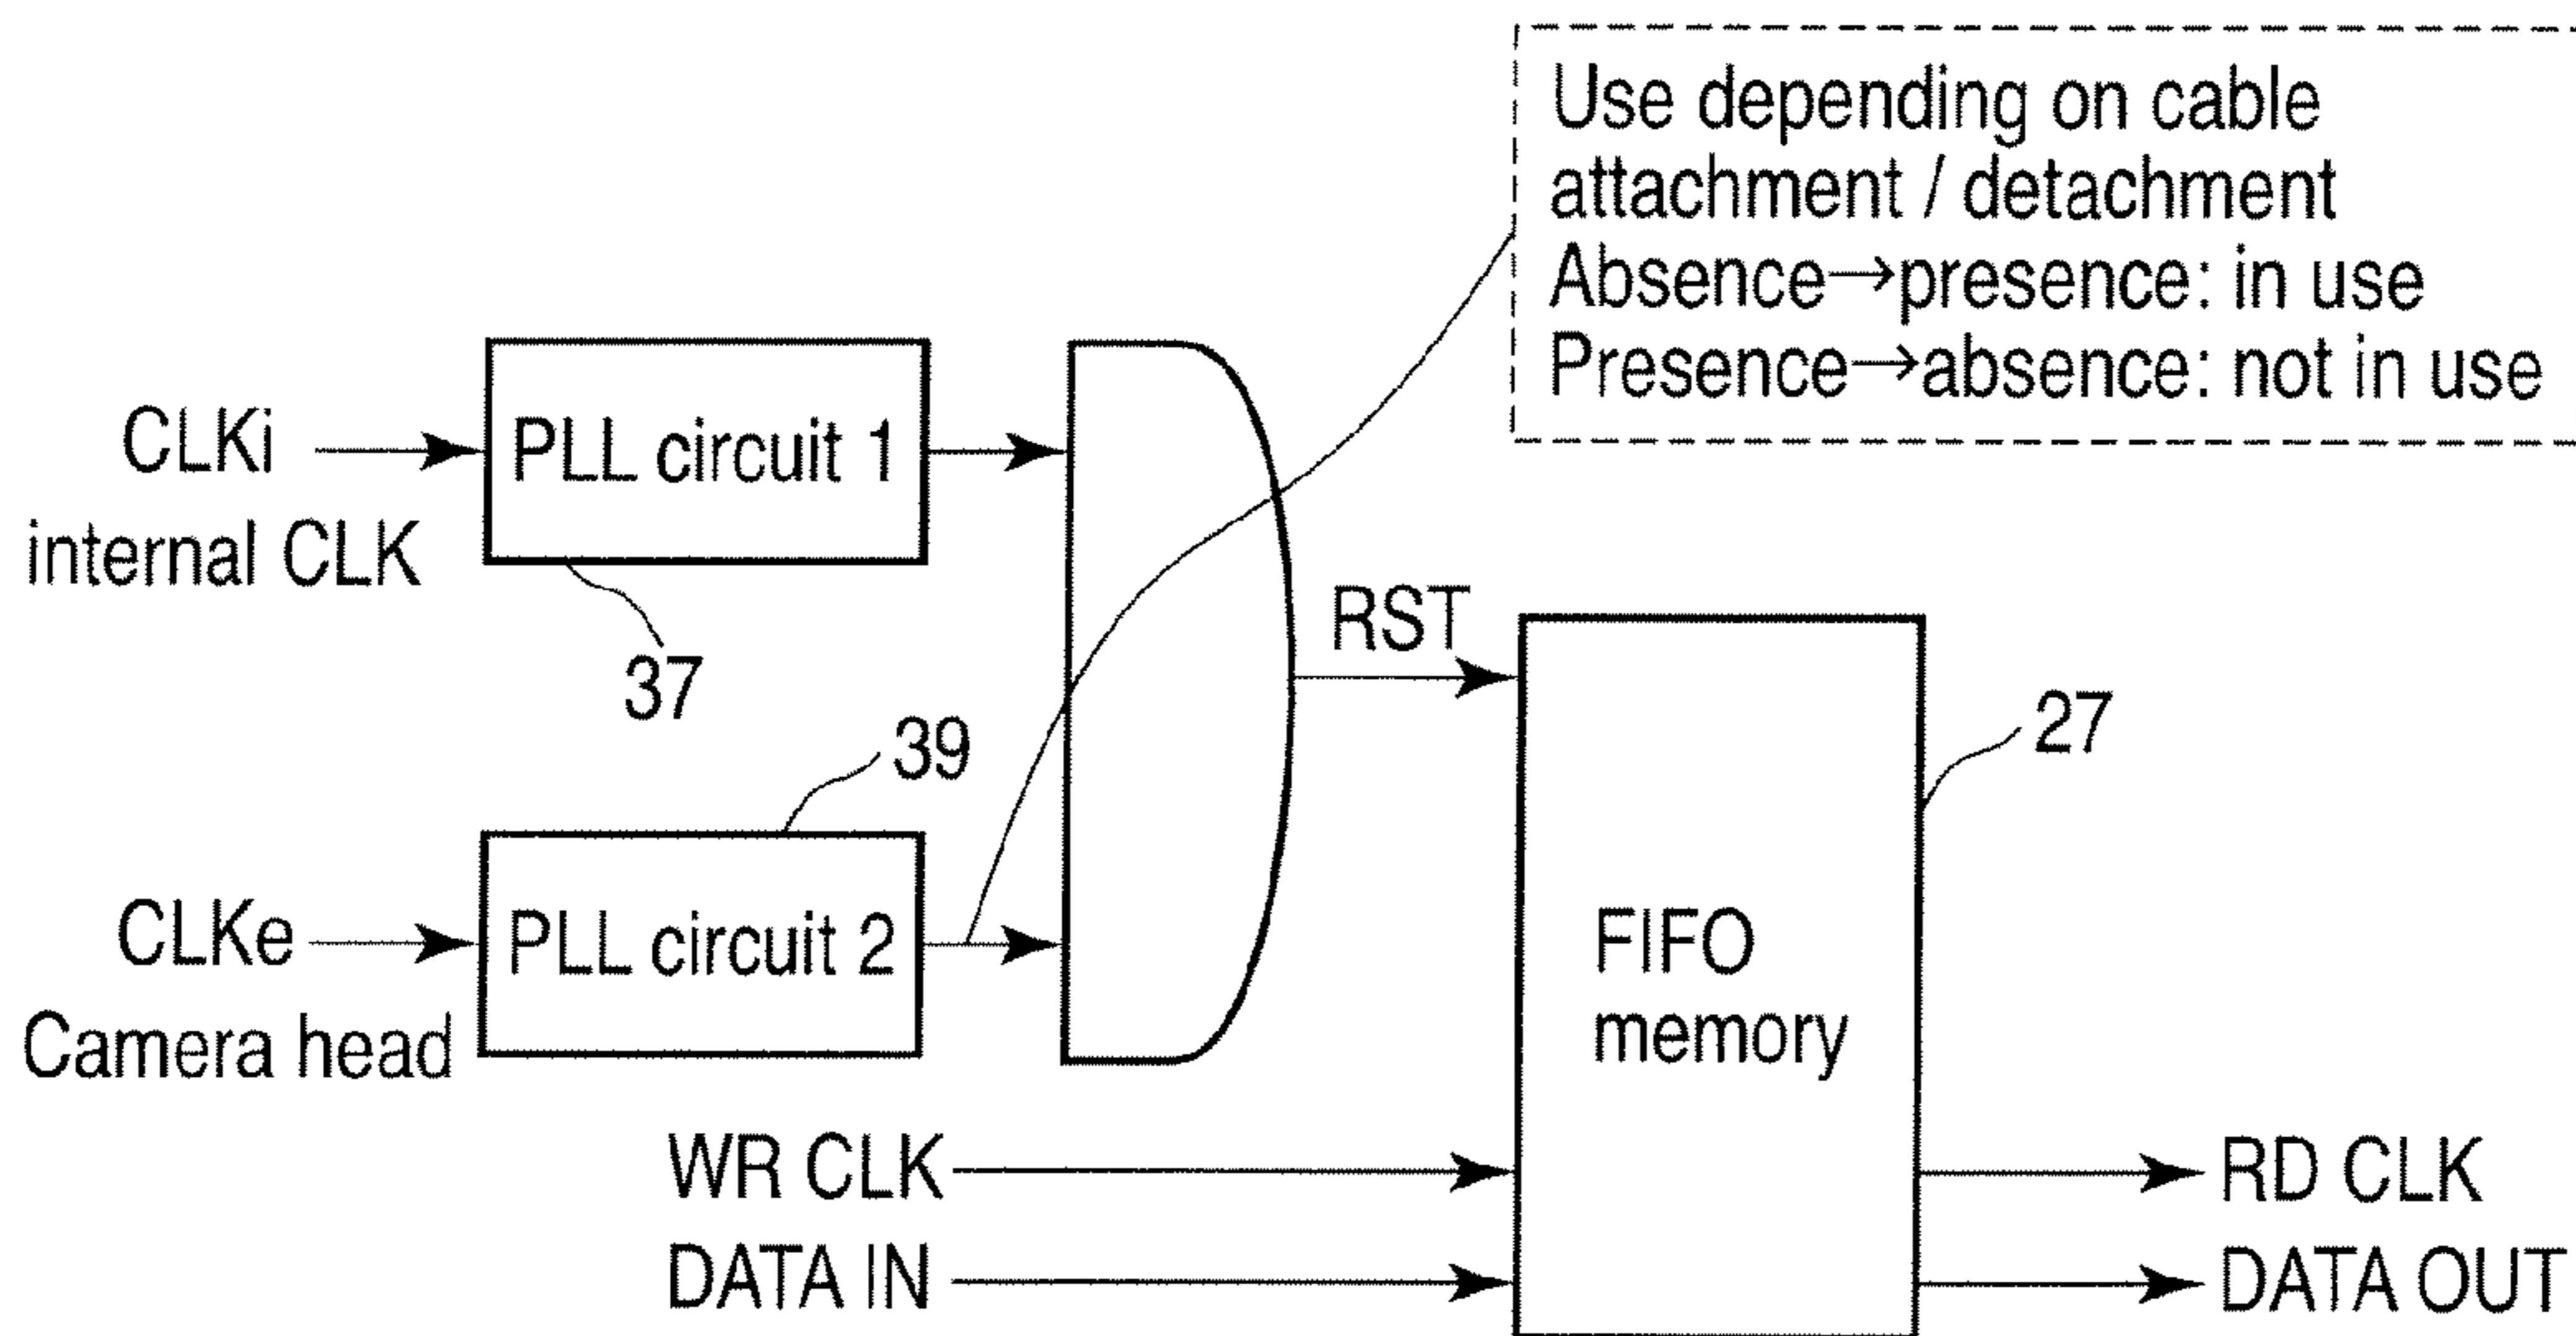 Use depending on cable
attachment / detachment
Absence→presence: in use
Presence→absence: not in use
CLKi
internal CLK
PLL circuit 1
37
RST
39
27
CLKe
Camera head
PLL circuit 2
FIFO
memory
WR CLK
RD CLK
DATA IN
DATA OUT